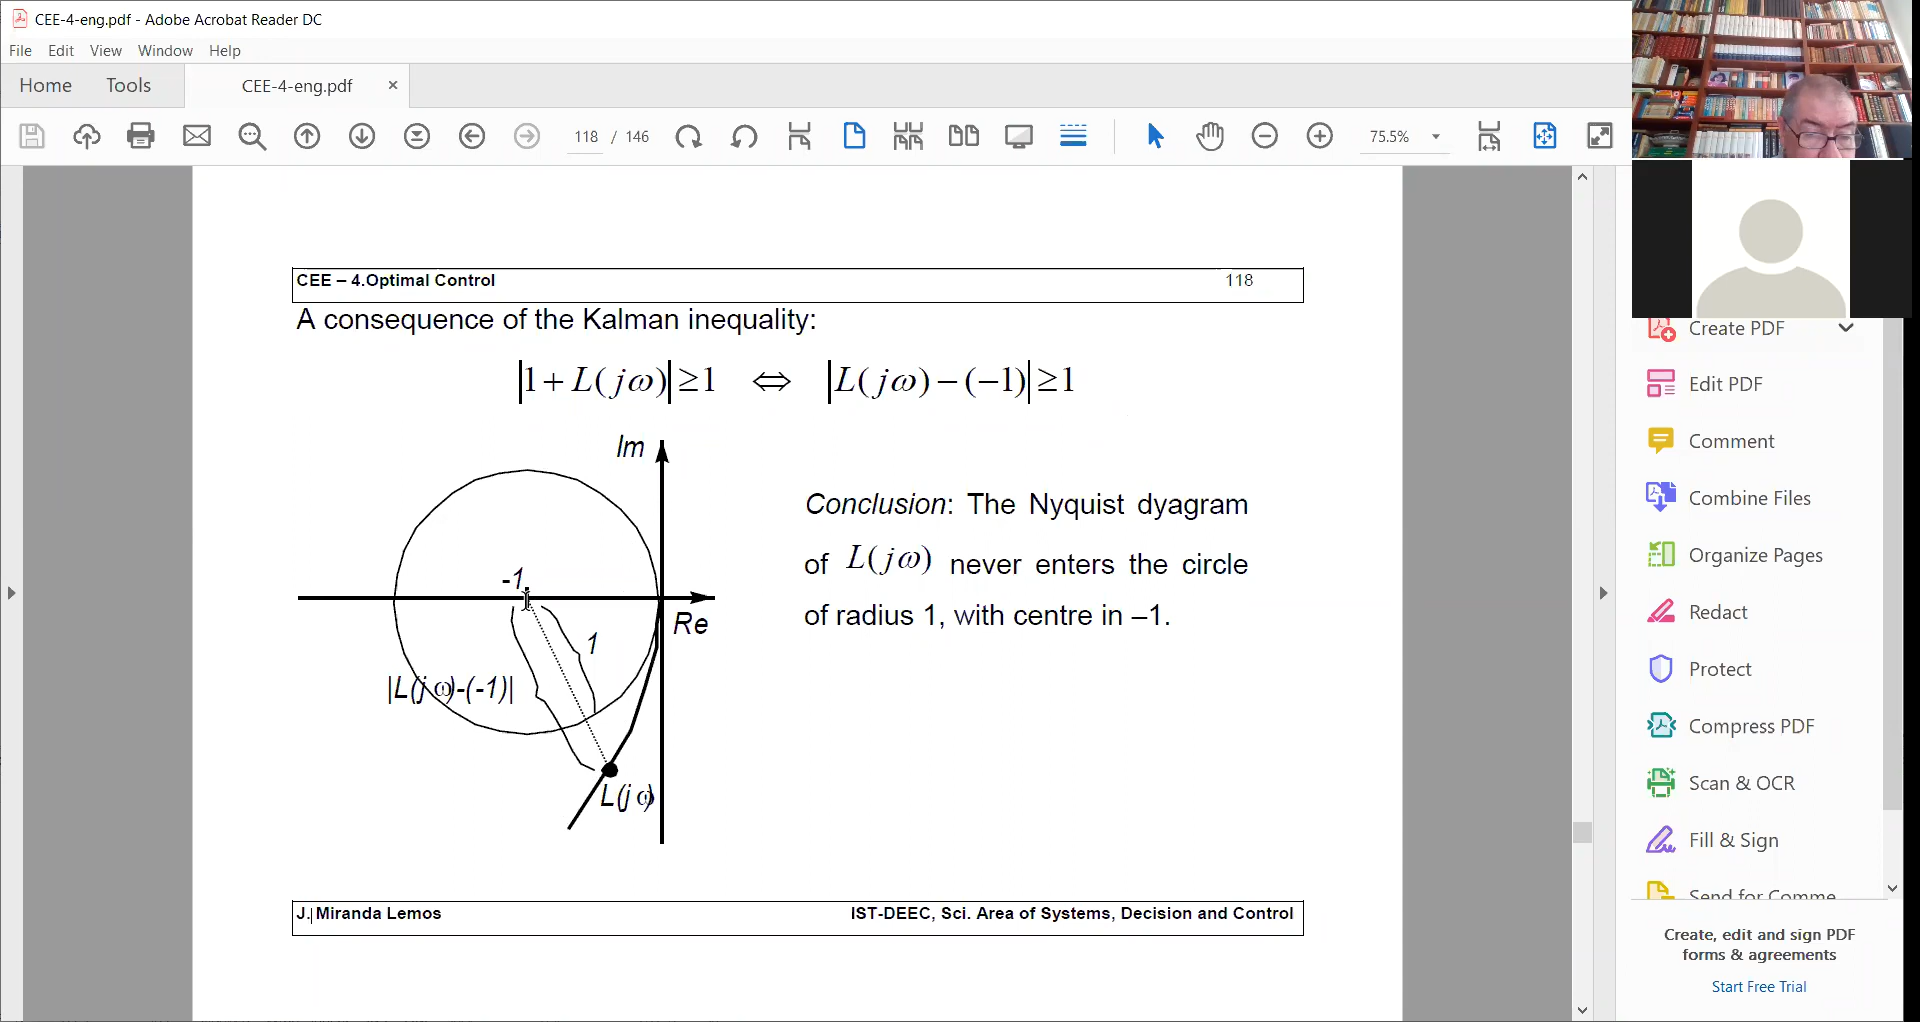 CEE-4-eng.pdf - Adobe Acrobat Reader DC
File Edit View Window Help
Home Tools CEE-4-eng.pdf ×
118 / 146 75.5%
CEE – 4.Optimal Control 118
A consequence of the Kalman inequality:
|1 + L(jω)| ≥ 1 ⇔ |L(jω) − (−1)| ≥ 1
Im
-1
Re
1
|L(j ω)-(-1)|
L(j ω)
Conclusion: The Nyquist dyagram
of L(jω) never enters the circle
of radius 1, with centre in –1.
J. Miranda Lemos IST-DEEC, Sci. Area of Systems, Decision and Control
Create PDF
Edit PDF
Comment
Combine Files
Organize Pages
Redact
Protect
Compress PDF
Scan & OCR
Fill & Sign
Send for Comme
Create, edit and sign PDF
forms & agreements
Start Free Trial